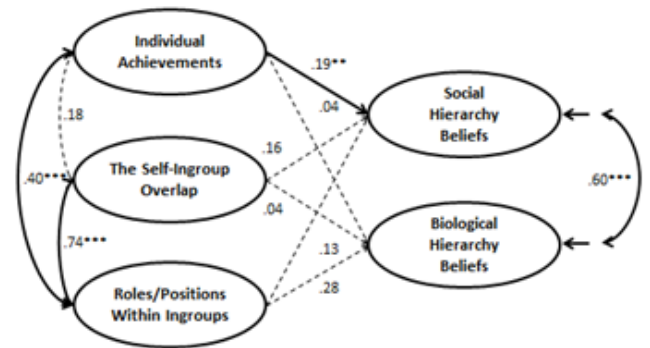 Individual
Achievements
.19**
.04
Social
Hierarchy
Beliefs
.18
.16
The Self-Ingroup
Overlap
.40***
.60***
.04
.74***
Biological
Hierarchy
Beliefs
.13
.28
Roles/Positions
Within Ingroups